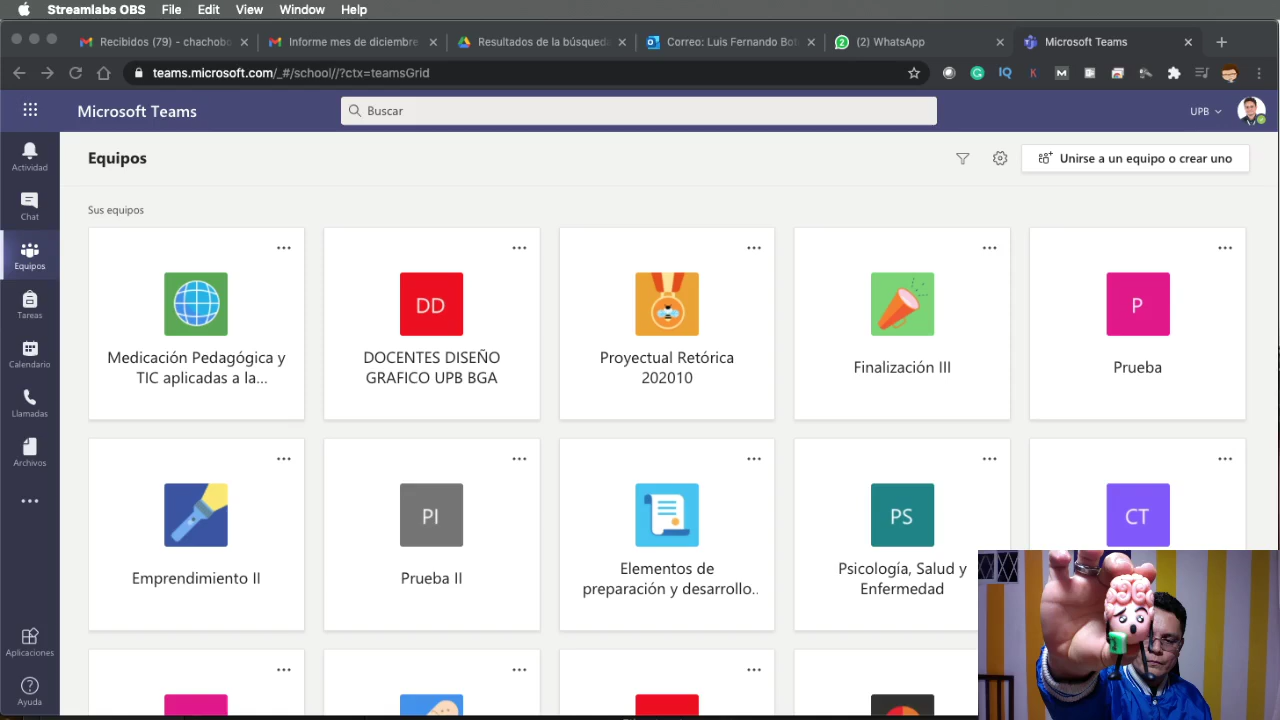 Streamlabs OBS File Edit View Window Help
Recibidos (79) - chachobo
Informe mes de diciembre
Resultados de la búsqueda
Correo: Luis Fernando Bot
(2) WhatsApp
Microsoft Teams
teams.microsoft.com/_#/school//?ctx=teamsGrid
Microsoft Teams
Buscar
UPB
Actividad
Chat
Equipos
Tareas
Calendario
Llamadas
Archivos
Aplicaciones
Ayuda
Equipos
Unirse a un equipo o crear uno
Sus equipos
Medicación Pedagógica y
TIC aplicadas a la...
DD
DOCENTES DISEÑO
GRAFICO UPB BGA
Proyectual Retórica
202010
Finalización III
P
Prueba
Emprendimiento II
PI
Prueba II
Elementos de
preparación y desarrollo..
PS
Psicología, Salud y
Enfermedad
CT